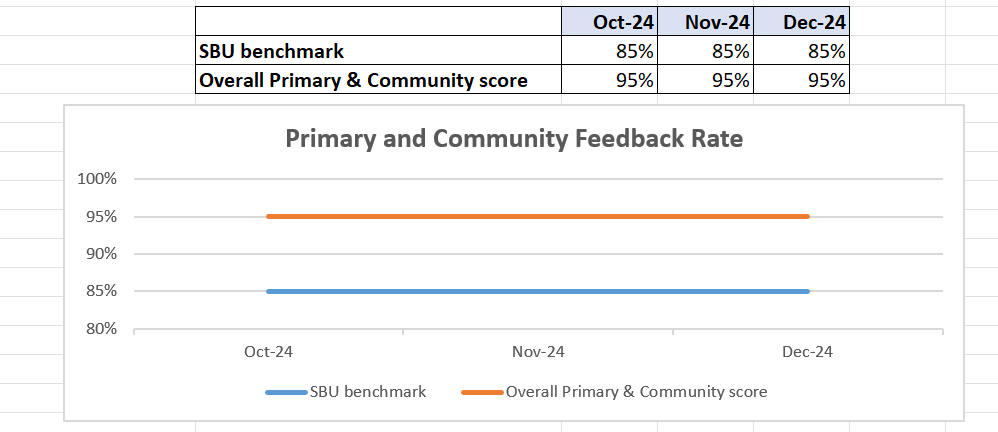 Oct-24 Nov-24 Dec-24
SBU benchmark 85% 85% 85%
Overall Primary & Community score 95% 95% 95%
Primary and Community Feedback Rate
100%
95%
90%
85%
80%
Oct-24 Nov-24 Dec-24
SBU benchmark Overall Primary & Community score